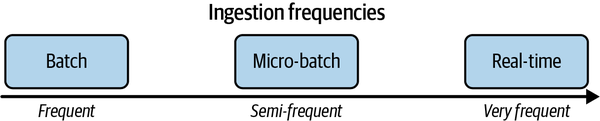 Ingestion frequencies
Batch
Micro-batch
Real-time
Frequent
Semi-frequent
Very frequent